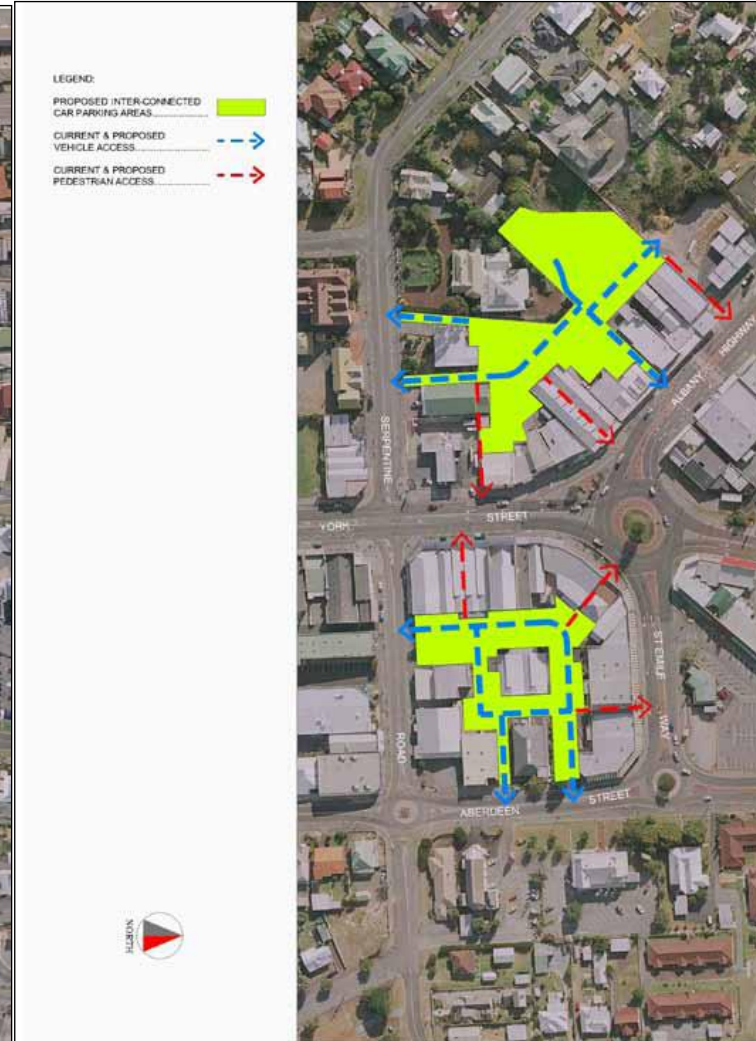 LEGEND:
PROPOSED INTER-CONNECTED
CAR PARKING AREAS....................
CURRENT & PROPOSED
VEHICLE ACCESS........................
CURRENT & PROPOSED
PEDESTRIAN ACCESS..................
ALBANY HIGHWAY
SERPENTINE
YORK STREET
ST EMILE WAY
ROAD
ABERDEEN STREET
NORTH